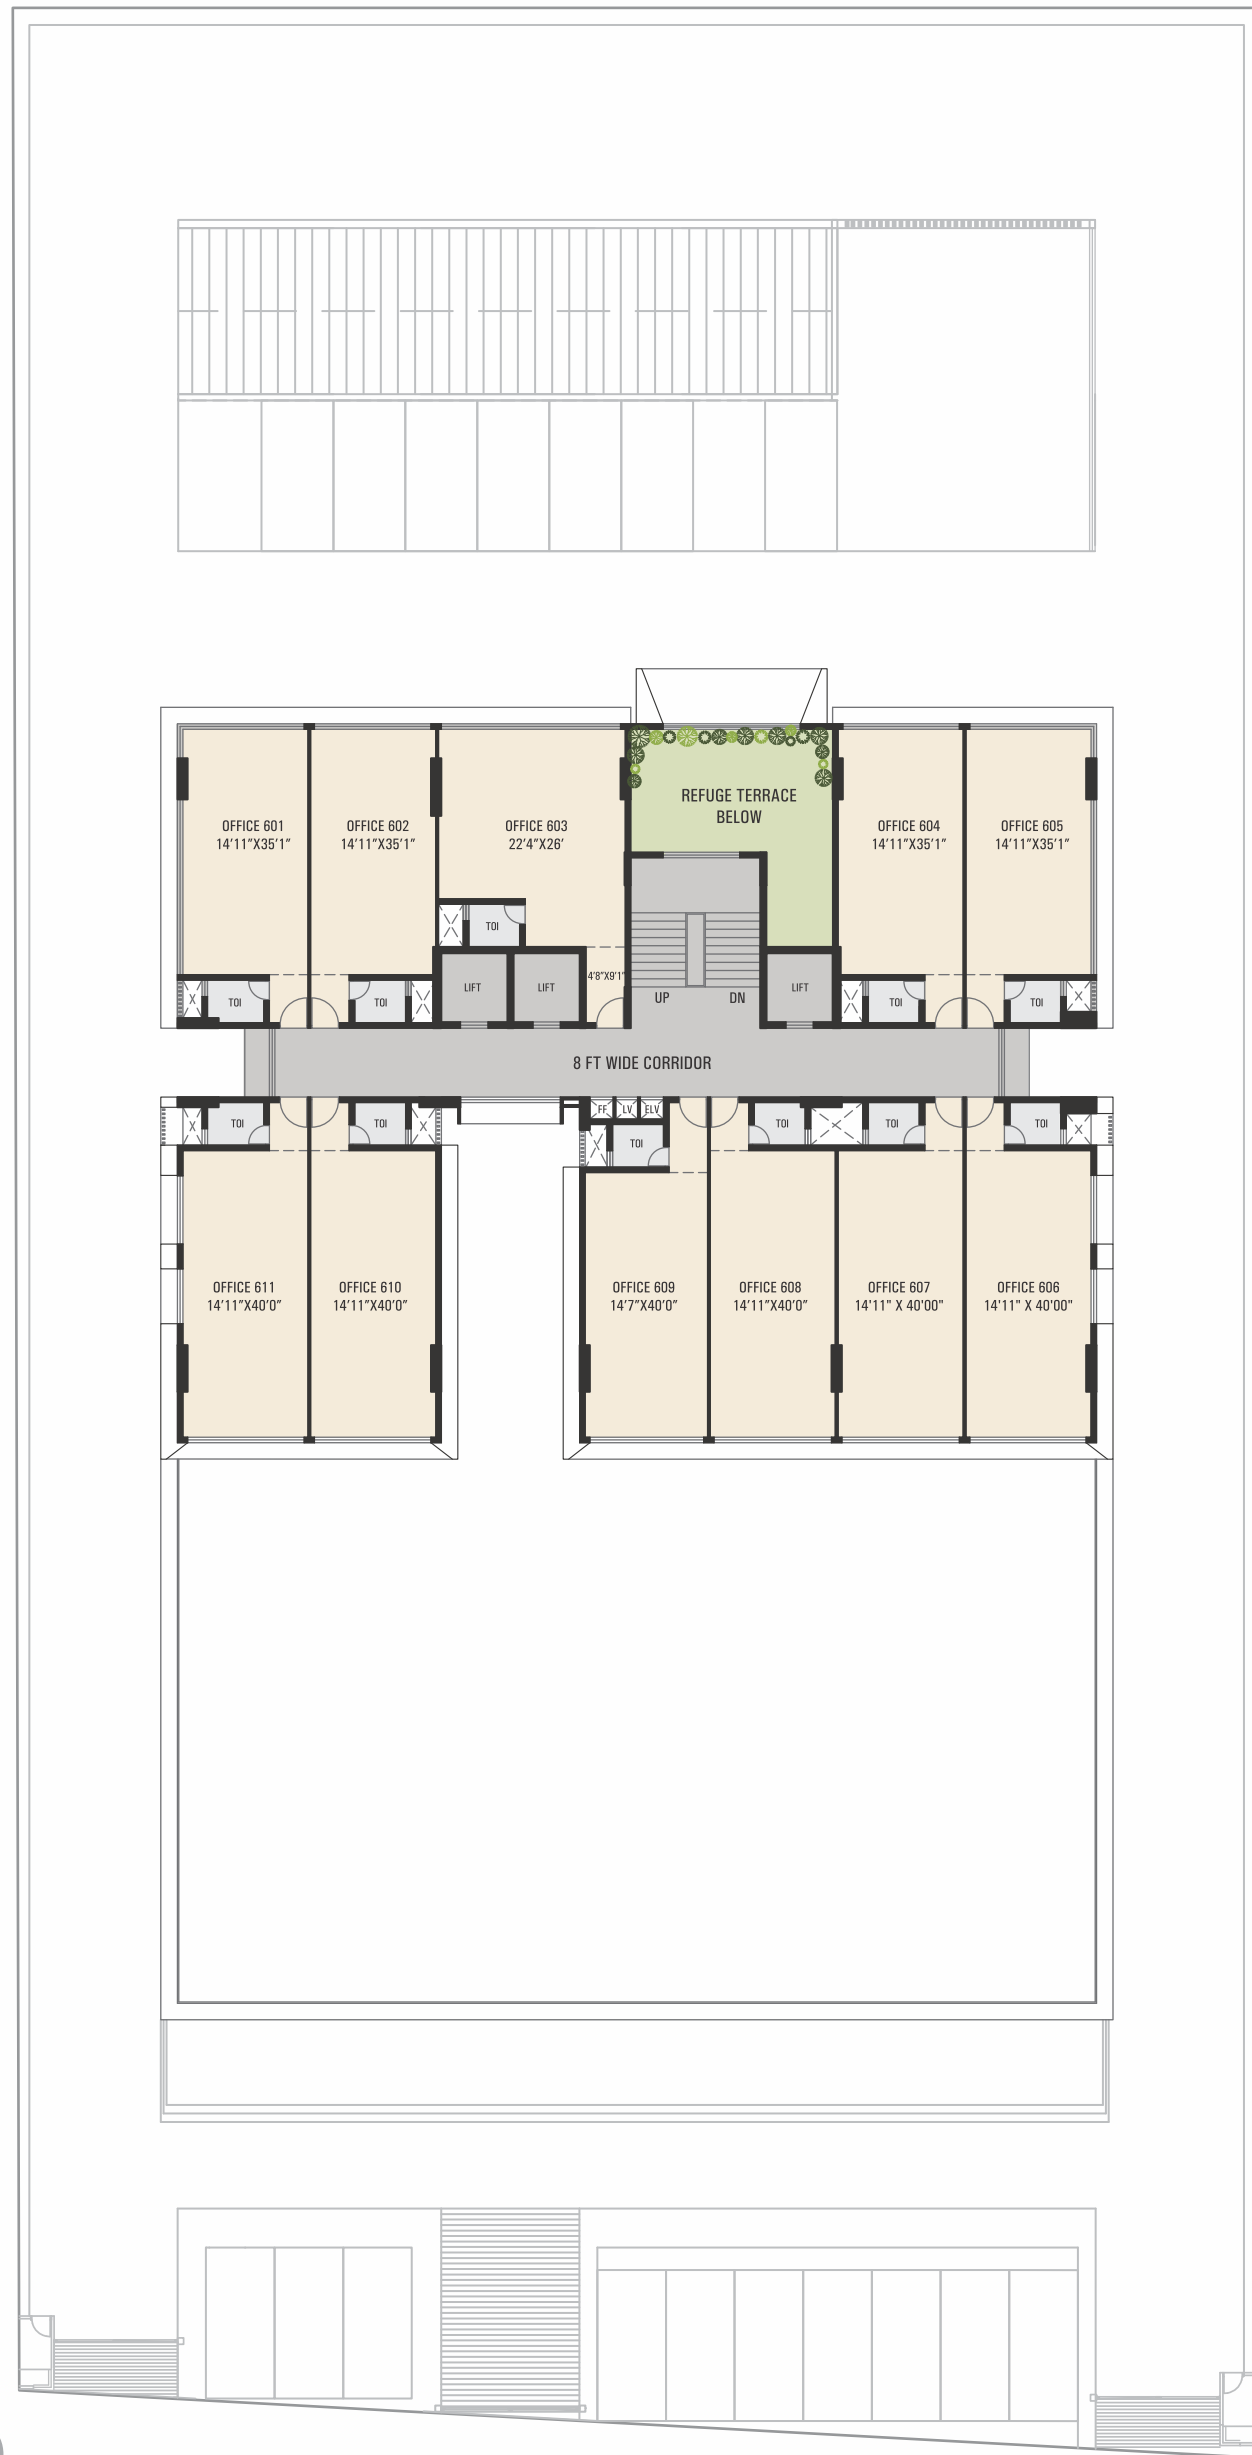 REFUGE TERRACE
BELOW
OFFICE 601
14’11”X35’1”
OFFICE 602
14’11”X35’1”
OFFICE 603
22’4”X26’
OFFICE 604
14’11”X35’1”
OFFICE 605
14’11”X35’1”
TOI
4’8”X9’1”
LIFT
LIFT
LIFT
UP
DN
TOI
TOI
TOI
TOI
8 FT WIDE CORRIDOR
FF
LV
ELV
TOI
TOI
TOI
TOI
TOI
TOI
OFFICE 611
14’11”X40’0”
OFFICE 610
14’11”X40’0”
OFFICE 609
14’7”X40’0”
OFFICE 608
14’11”X40’0”
OFFICE 607
14'11" X 40'00"
OFFICE 606
14'11" X 40'00"